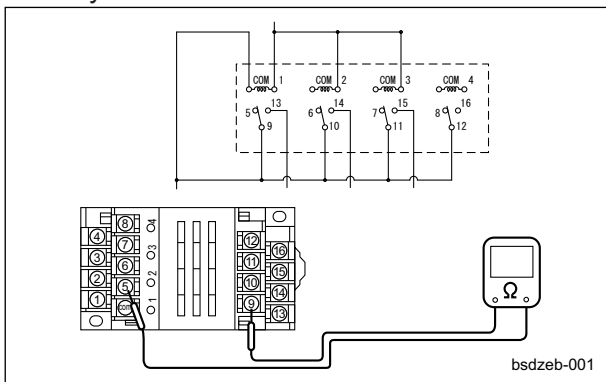 COM 1 COM 2 COM 3 COM 4
5 13 6 14 7 15 8 16
9 10 11 12
8 4 12
4 7 3 11 16
3 6 2 10 15
2 5 1 9 14
1 COM 13
Ω
bsdzeb-001